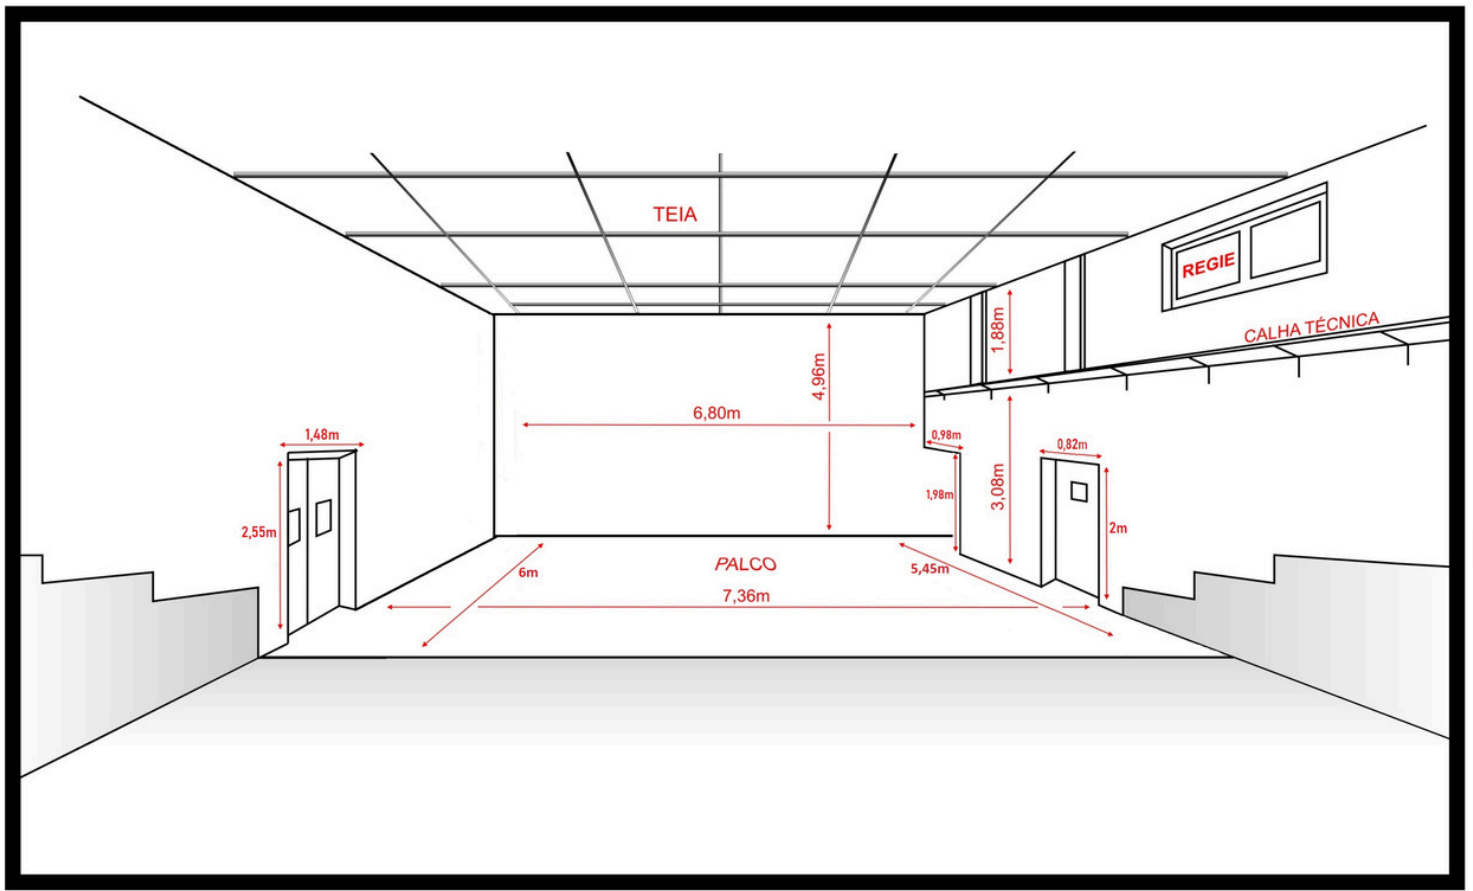 TEIA
REGIE
CALHA TÉCNICA
1,88m
4,96m
6,80m
1,48m
0,98m
0,82m
3,08m
1,98m
2,55m
2m
PALCO
6m
5,45m
7,36m